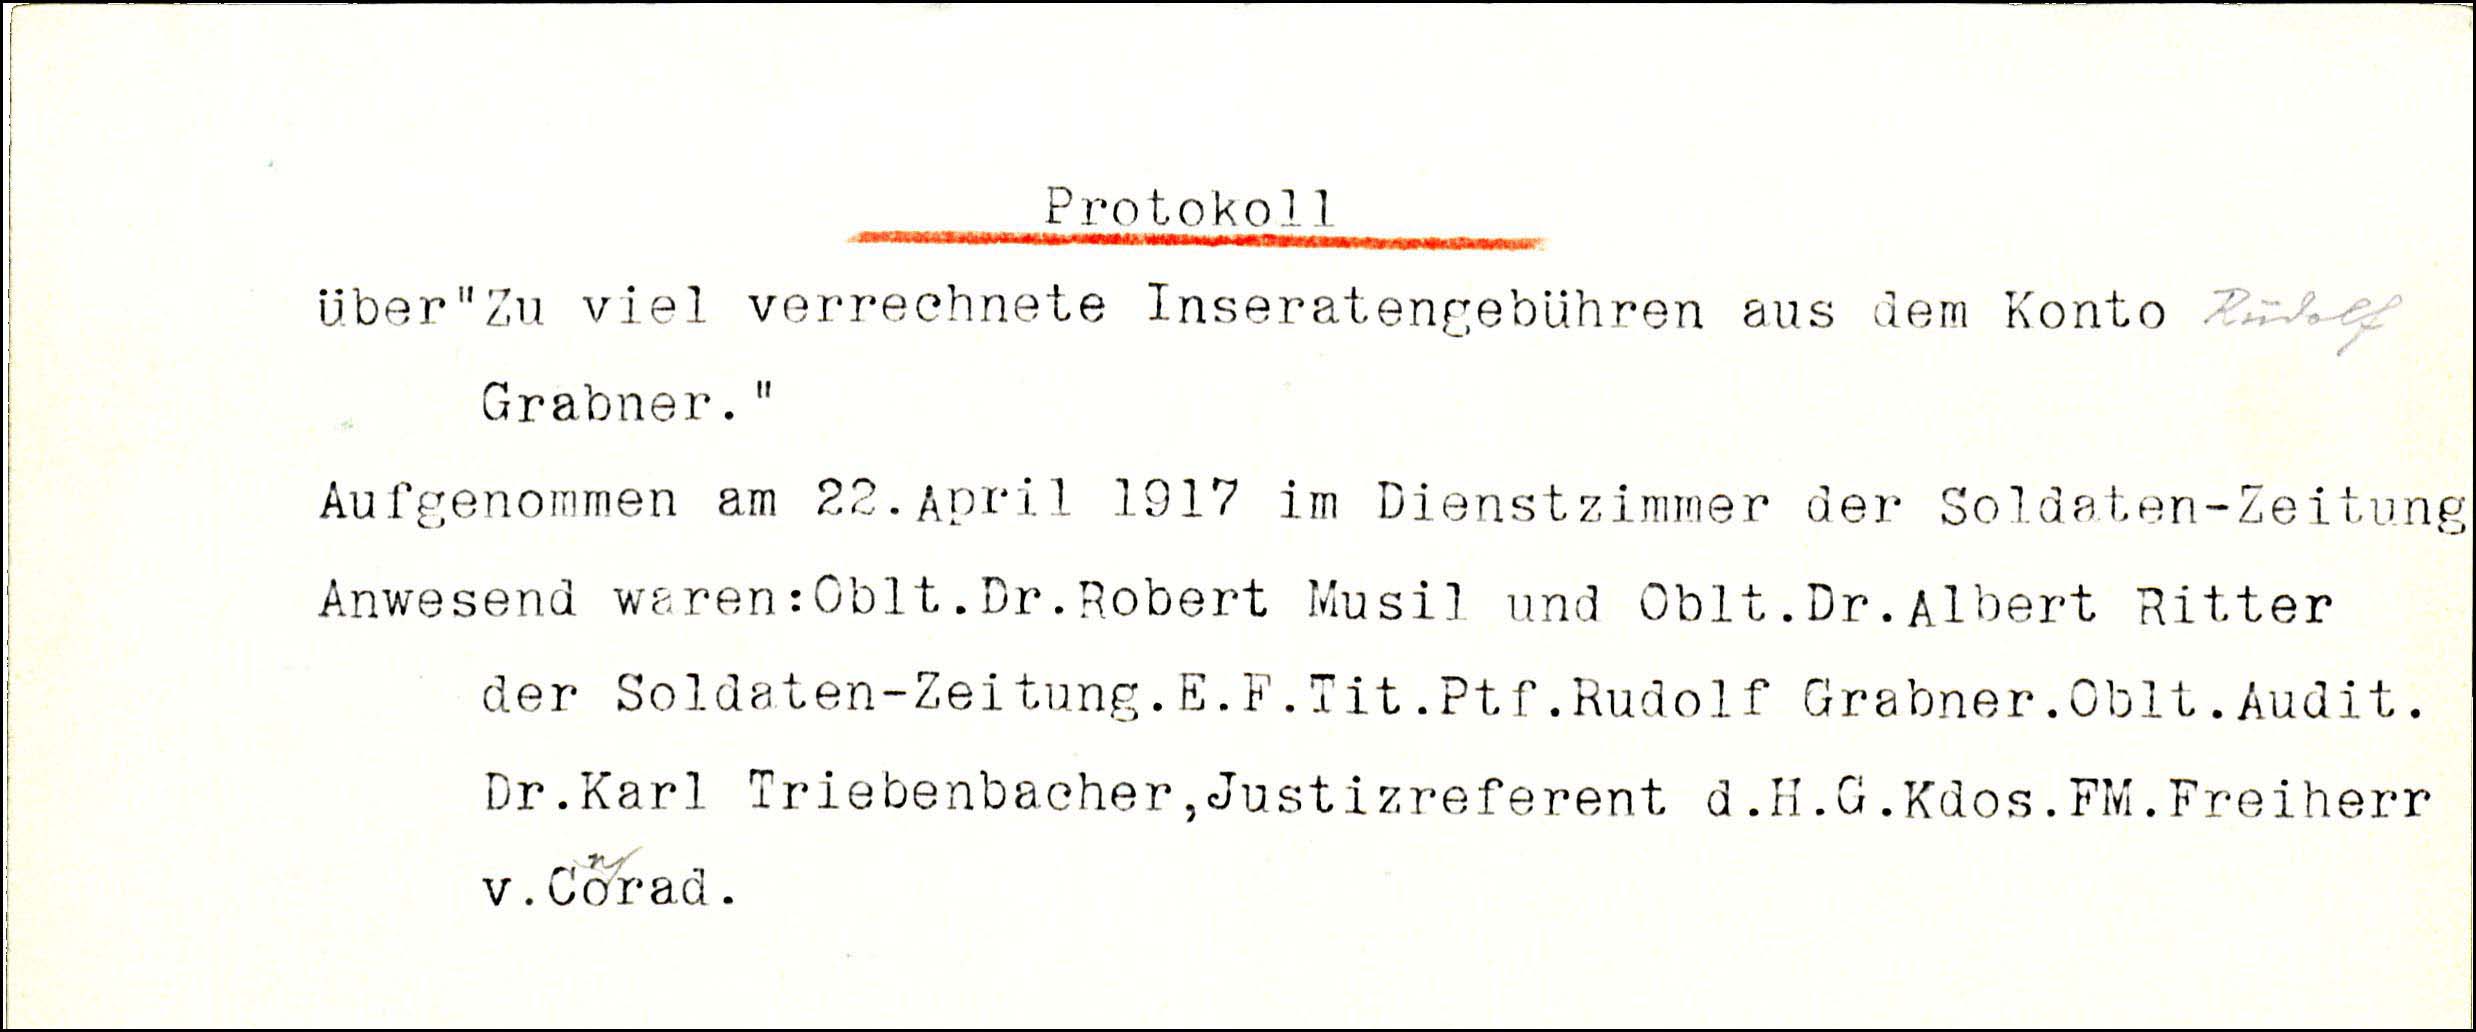 Protokoll
über"Zu viel verrechnete Inseratengebühren aus dem Konto Rudolf
Grabner."
Aufgenommen am 22.April 1917 im Dienstzimmer der Soldaten-Zeitung
Anwesend waren:Oblt.Dr.Robert Musil und Oblt.Dr.Albert Ritter
der Soldaten-Zeitung.E.F.Tit.Ptf.Rudolf Grabner.Oblt.Audit.
Dr.Karl Triebenbacher,Justizreferent d.H.G.Kdos.FM.Freiherr
v.Conrad.